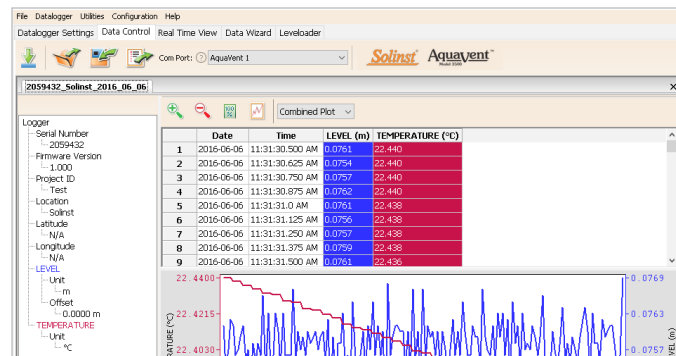 File Datalogger Utilities Configuration Help
Datalogger Settings Data Control Real Time View Data Wizard Levelloader
Com Port: ? AquaVent 1
Solinst AquaVent Model 3500
2059432_Solinst_2016_06_06
100 %
Combined Plot
Logger
Serial Number
2059432
Firmware Version
1.000
Project ID
Test
Location
Solinst
Latitude
N/A
Longitude
N/A
LEVEL
Unit
m
Offset
0.0000 m
TEMPERATURE
Unit
°C
Date Time LEVEL (m) TEMPERATURE (°C)
1 2016-06-06 11:31:30.500 AM 0.0761 22.440
2 2016-06-06 11:31:30.625 AM 0.0754 22.440
3 2016-06-06 11:31:30.750 AM 0.0757 22.440
4 2016-06-06 11:31:30.875 AM 0.0762 22.440
5 2016-06-06 11:31:31.0 AM 0.0761 22.438
6 2016-06-06 11:31:31.125 AM 0.0756 22.438
7 2016-06-06 11:31:31.250 AM 0.0757 22.438
8 2016-06-06 11:31:31.375 AM 0.0759 22.438
9 2016-06-06 11:31:31.500 AM 0.0761 22.436
22.4400 0.0769
22.4215 0.0763
22.4030 0.0757
(°C)